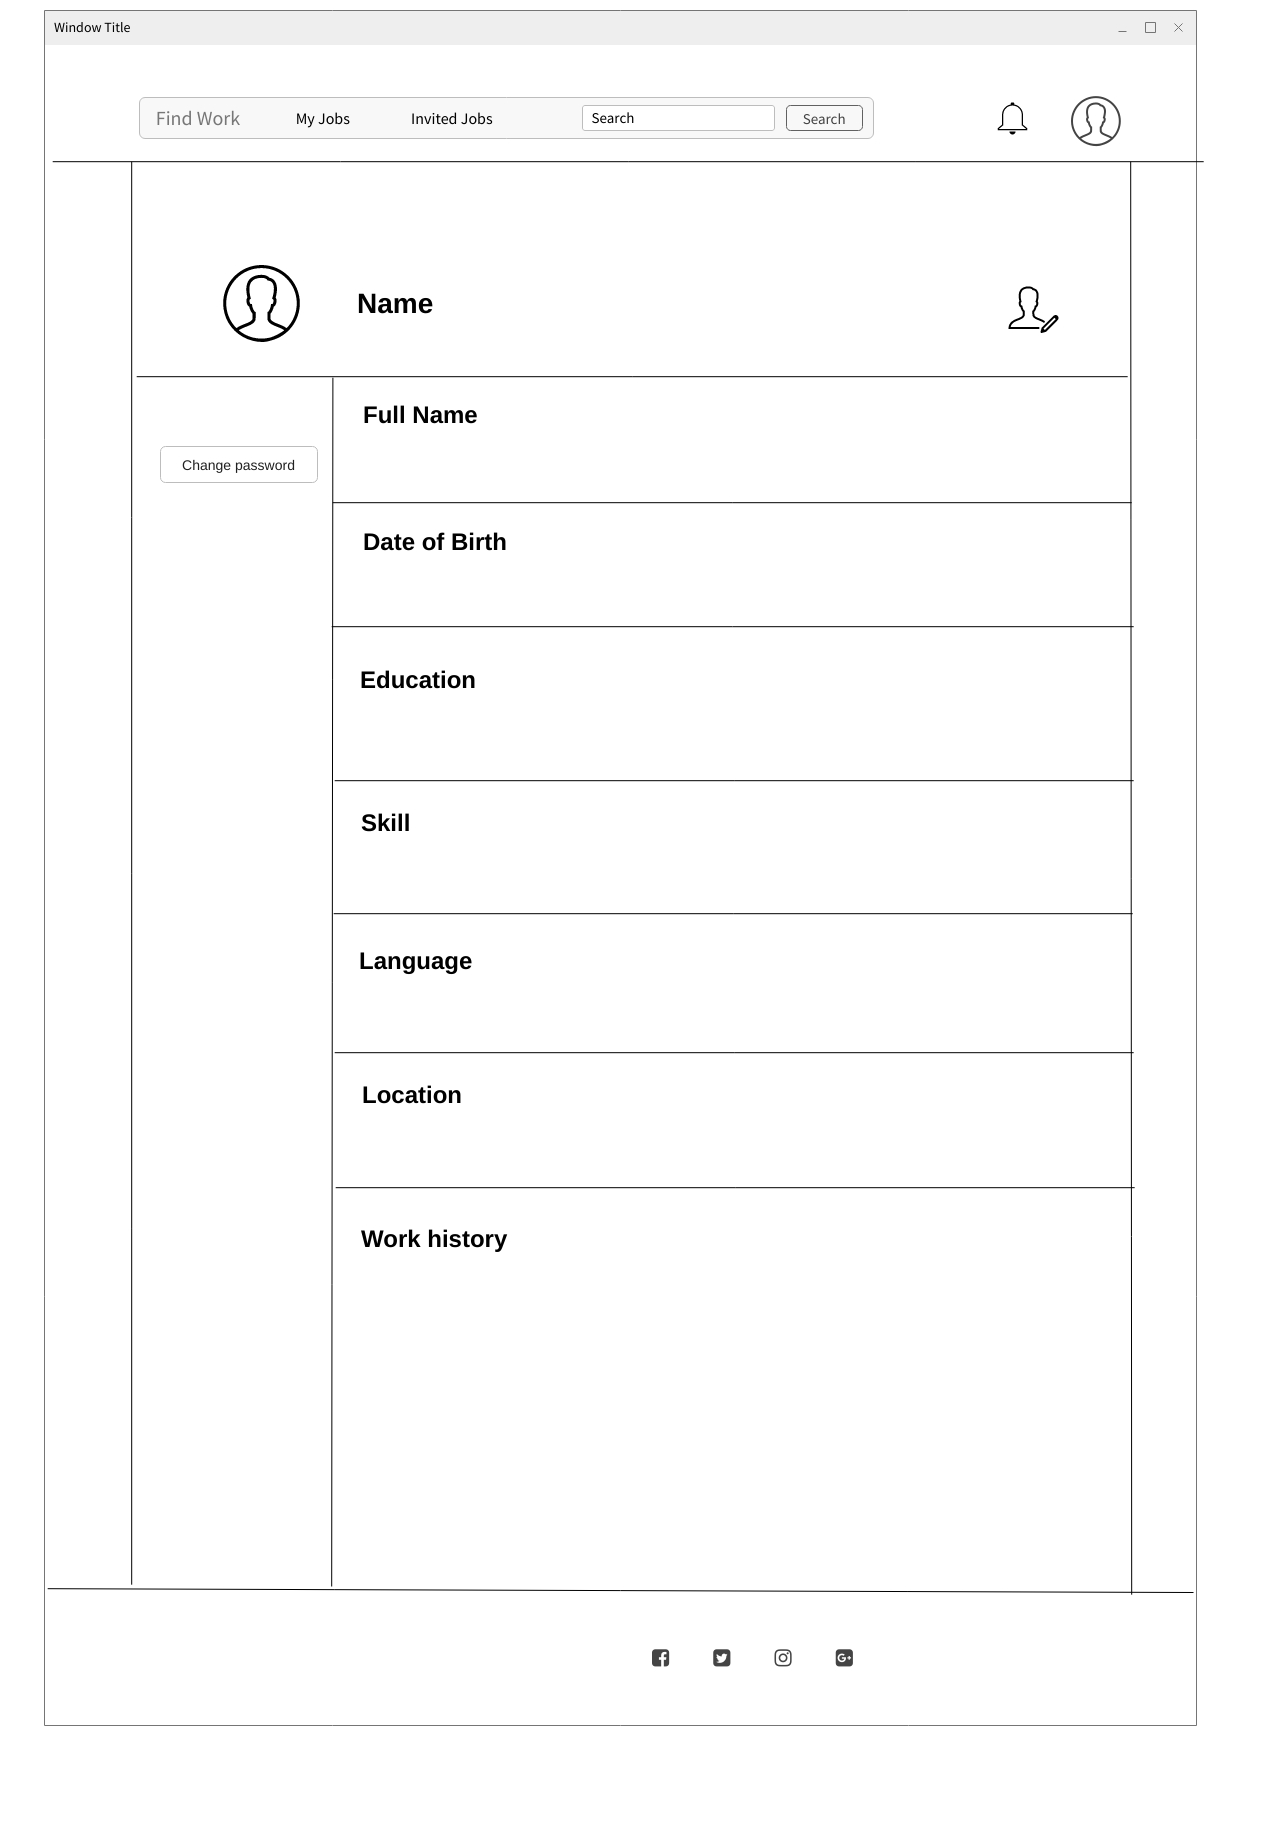 Window Title
Find Work My Jobs Invited Jobs Search Search
Name
Full Name
Change password
Date of Birth
Education
Skill
Language
Location
Work history